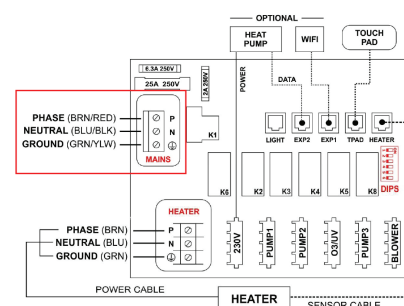 OPTIONAL
HEAT
PUMP
WIFI
TOUCH
PAD
6.3A 250V
25A 250V
2A 250V
POWER
DATA
PHASE (BRN/RED)
NEUTRAL (BLU/BLK)
GROUND (GRN/YLW)
P
N
MAINS
K1
LIGHT
EXP2
EXP1
TPAD
HEATER
K6
K2
K3
K4
K5
K8
DIPS
HEATER
PHASE (BRN)
NEUTRAL (BLU)
GROUND (GRN)
P
N
230V
PUMP1
PUMP2
O3/UV
PUMP3
BLOWER
POWER CABLE
HEATER
SENSOR CABLE